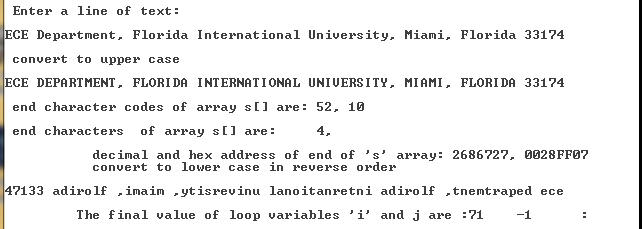 Enter a line of text:
ECE Department, Florida International University, Miami, Florida 33174
convert to upper case
ECE DEPARTMENT, FLORIDA INTERNATIONAL UNIVERSITY, MIAMI, FLORIDA 33174
end character codes of array s[] are: 52, 10
end characters of array s[] are: 4,
decimal and hex address of end of 's' array: 2686727, 0028FF07
convert to lower case in reverse order
47133 adirolf ,imaim ,ytisrevinu lanoitanretni adirolf ,tnemtraped ece
The final value of loop variables 'i' and j are :71 -1 :